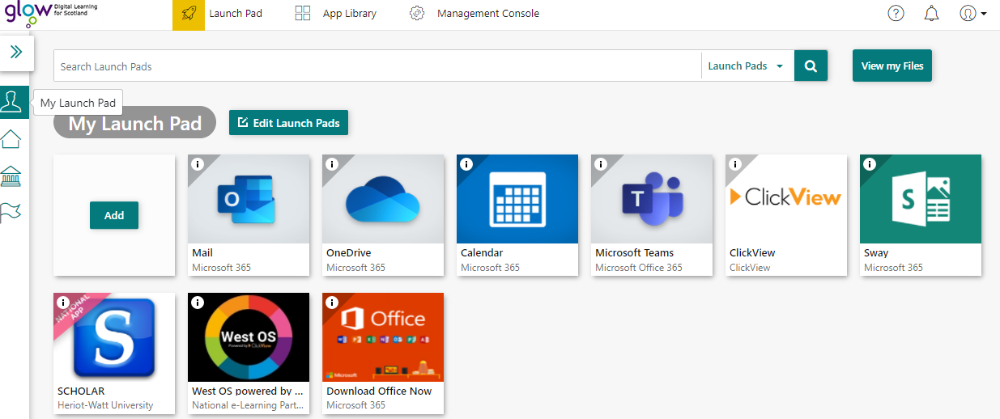 glow
Digital Learning
for Scotland
Launch Pad
App Library
Management Console
Search Launch Pads
Launch Pads
View my Files
My Launch Pad
My Launch Pad
Edit Launch Pads
Add
O
Mail
Microsoft 365
OneDrive
Microsoft 365
Calendar
Microsoft 365
T
Microsoft Teams
Microsoft Office 365
ClickView
ClickView
ClickView
S
Sway
Microsoft 365
NATIONAL
APP
S
SCHOLAR
Heriot-Watt University
West OS
Powered by ClickView
West OS powered by ...
National e-Learning Part...
Office
Microsoft
Download Office Now
Microsoft 365